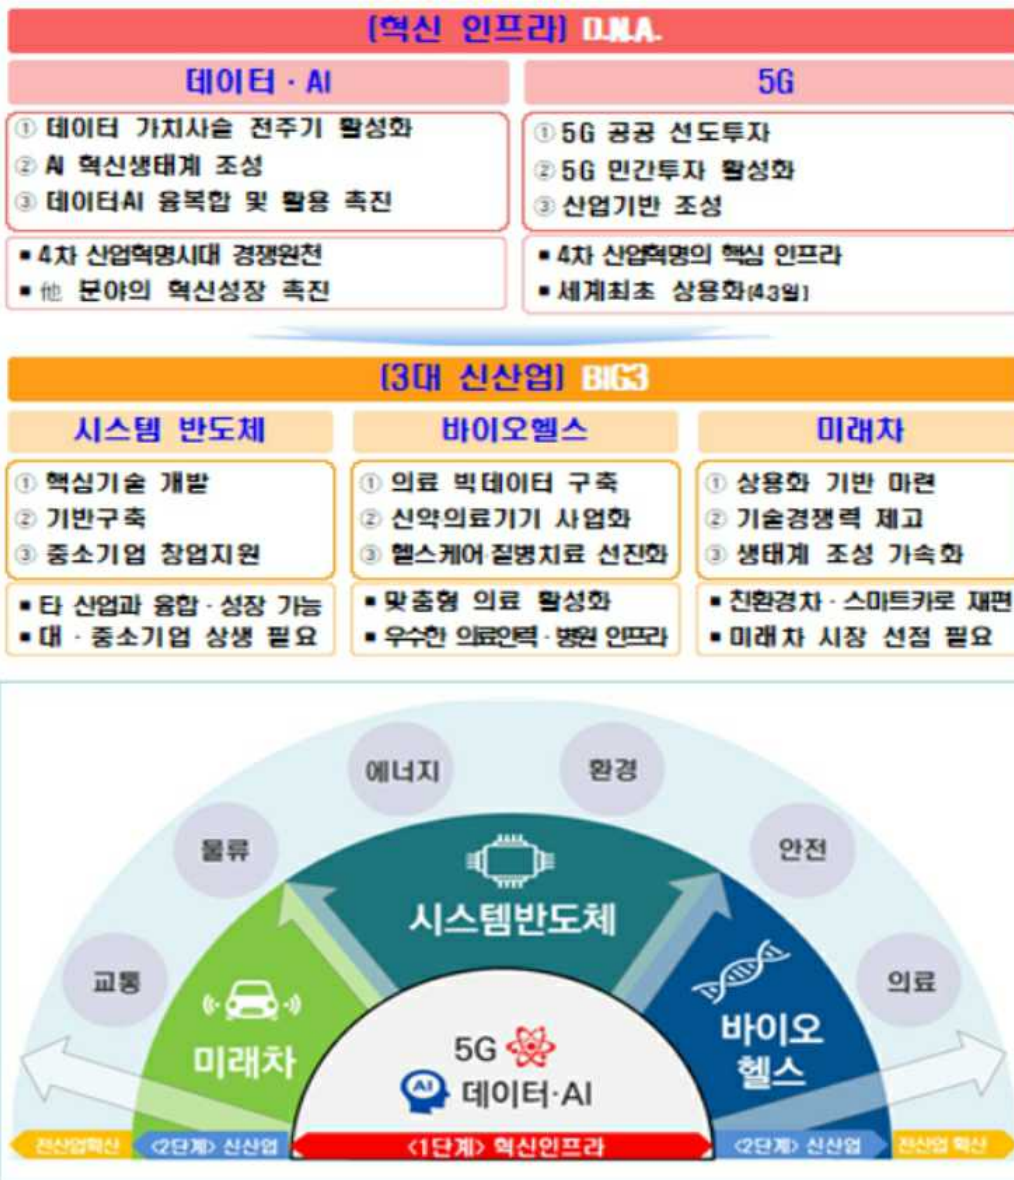 [혁신 인프라] D.N.A.
데이터 · AI
① 데이터 가치사슬 전주기 활성화
② AI 혁신생태계 조성
③ 데이터AI 융복합 및 활용 촉진
▪ 4차 산업혁명시대 경쟁원천
▪ 他 분야의 혁신성장 촉진
5G
① 5G 공공 선도투자
② 5G 민간투자 활성화
③ 산업기반 조성
▪ 4차 산업혁명의 핵심 인프라
▪ 세계최초 상용화[4.3일]
[3대 신산업] BIG3
시스템 반도체
① 핵심기술 개발
② 기반구축
③ 중소기업 창업지원
▪ 타 산업과 융합 · 성장 가능
▪ 대 · 중소기업 상생 필요
바이오헬스
① 의료 빅데이터 구축
② 신약의료기기 사업화
③ 헬스케어·질병치료 선진화
▪ 맞춤형 의료 활성화
▪ 우수한 의료인력 · 병원 인프라
미래차
① 상용화 기반 마련
② 기술경쟁력 제고
③ 생태계 조성 가속화
▪ 친환경차 · 스마트카로 재편
▪ 미래차 시장 선점 필요
에너지
환경
물류
안전
교통
의료
시스템반도체
미래차
바이오
헬스
5G
AI
데이터·AI
전산업혁신
<2단계> 신산업
<1단계> 혁신인프라
<2단계> 신산업
전산업 혁신